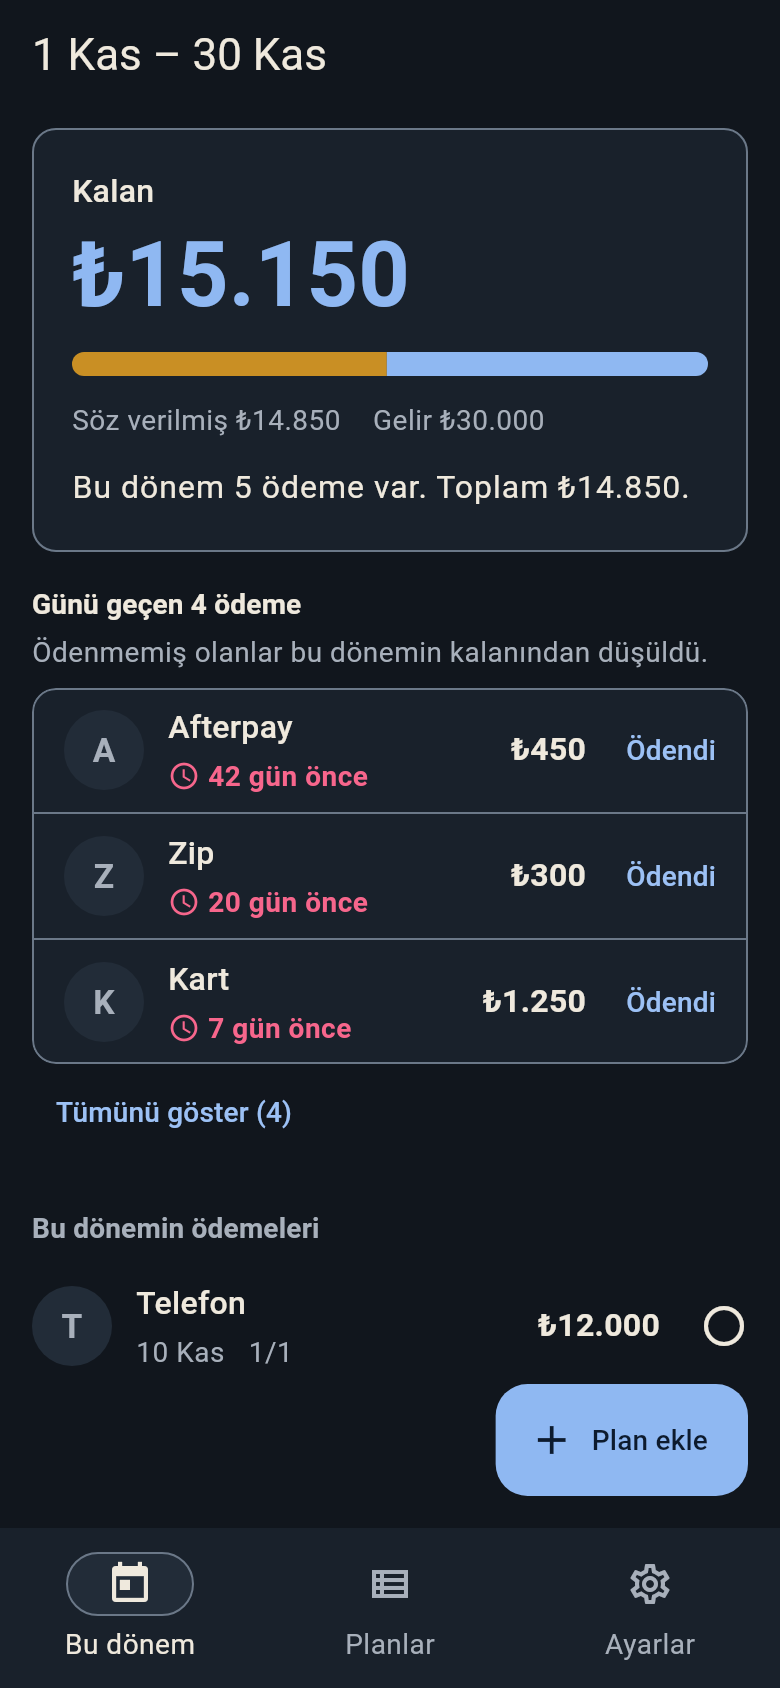 1 Kas – 30 Kas
Kalan
₺15.150
Söz verilmiş ₺14.850 Gelir ₺30.000
Bu dönem 5 ödeme var. Toplam ₺14.850.
Günü geçen 4 ödeme
Ödenmemiş olanlar bu dönemin kalanından düşüldü.
A Afterpay ₺450 Ödendi
42 gün önce
Z Zip ₺300 Ödendi
20 gün önce
K Kart ₺1.250 Ödendi
7 gün önce
Tümünü göster (4)
Bu dönemin ödemeleri
T Telefon ₺12.000
10 Kas 1/1
Plan ekle
Bu dönem Planlar Ayarlar